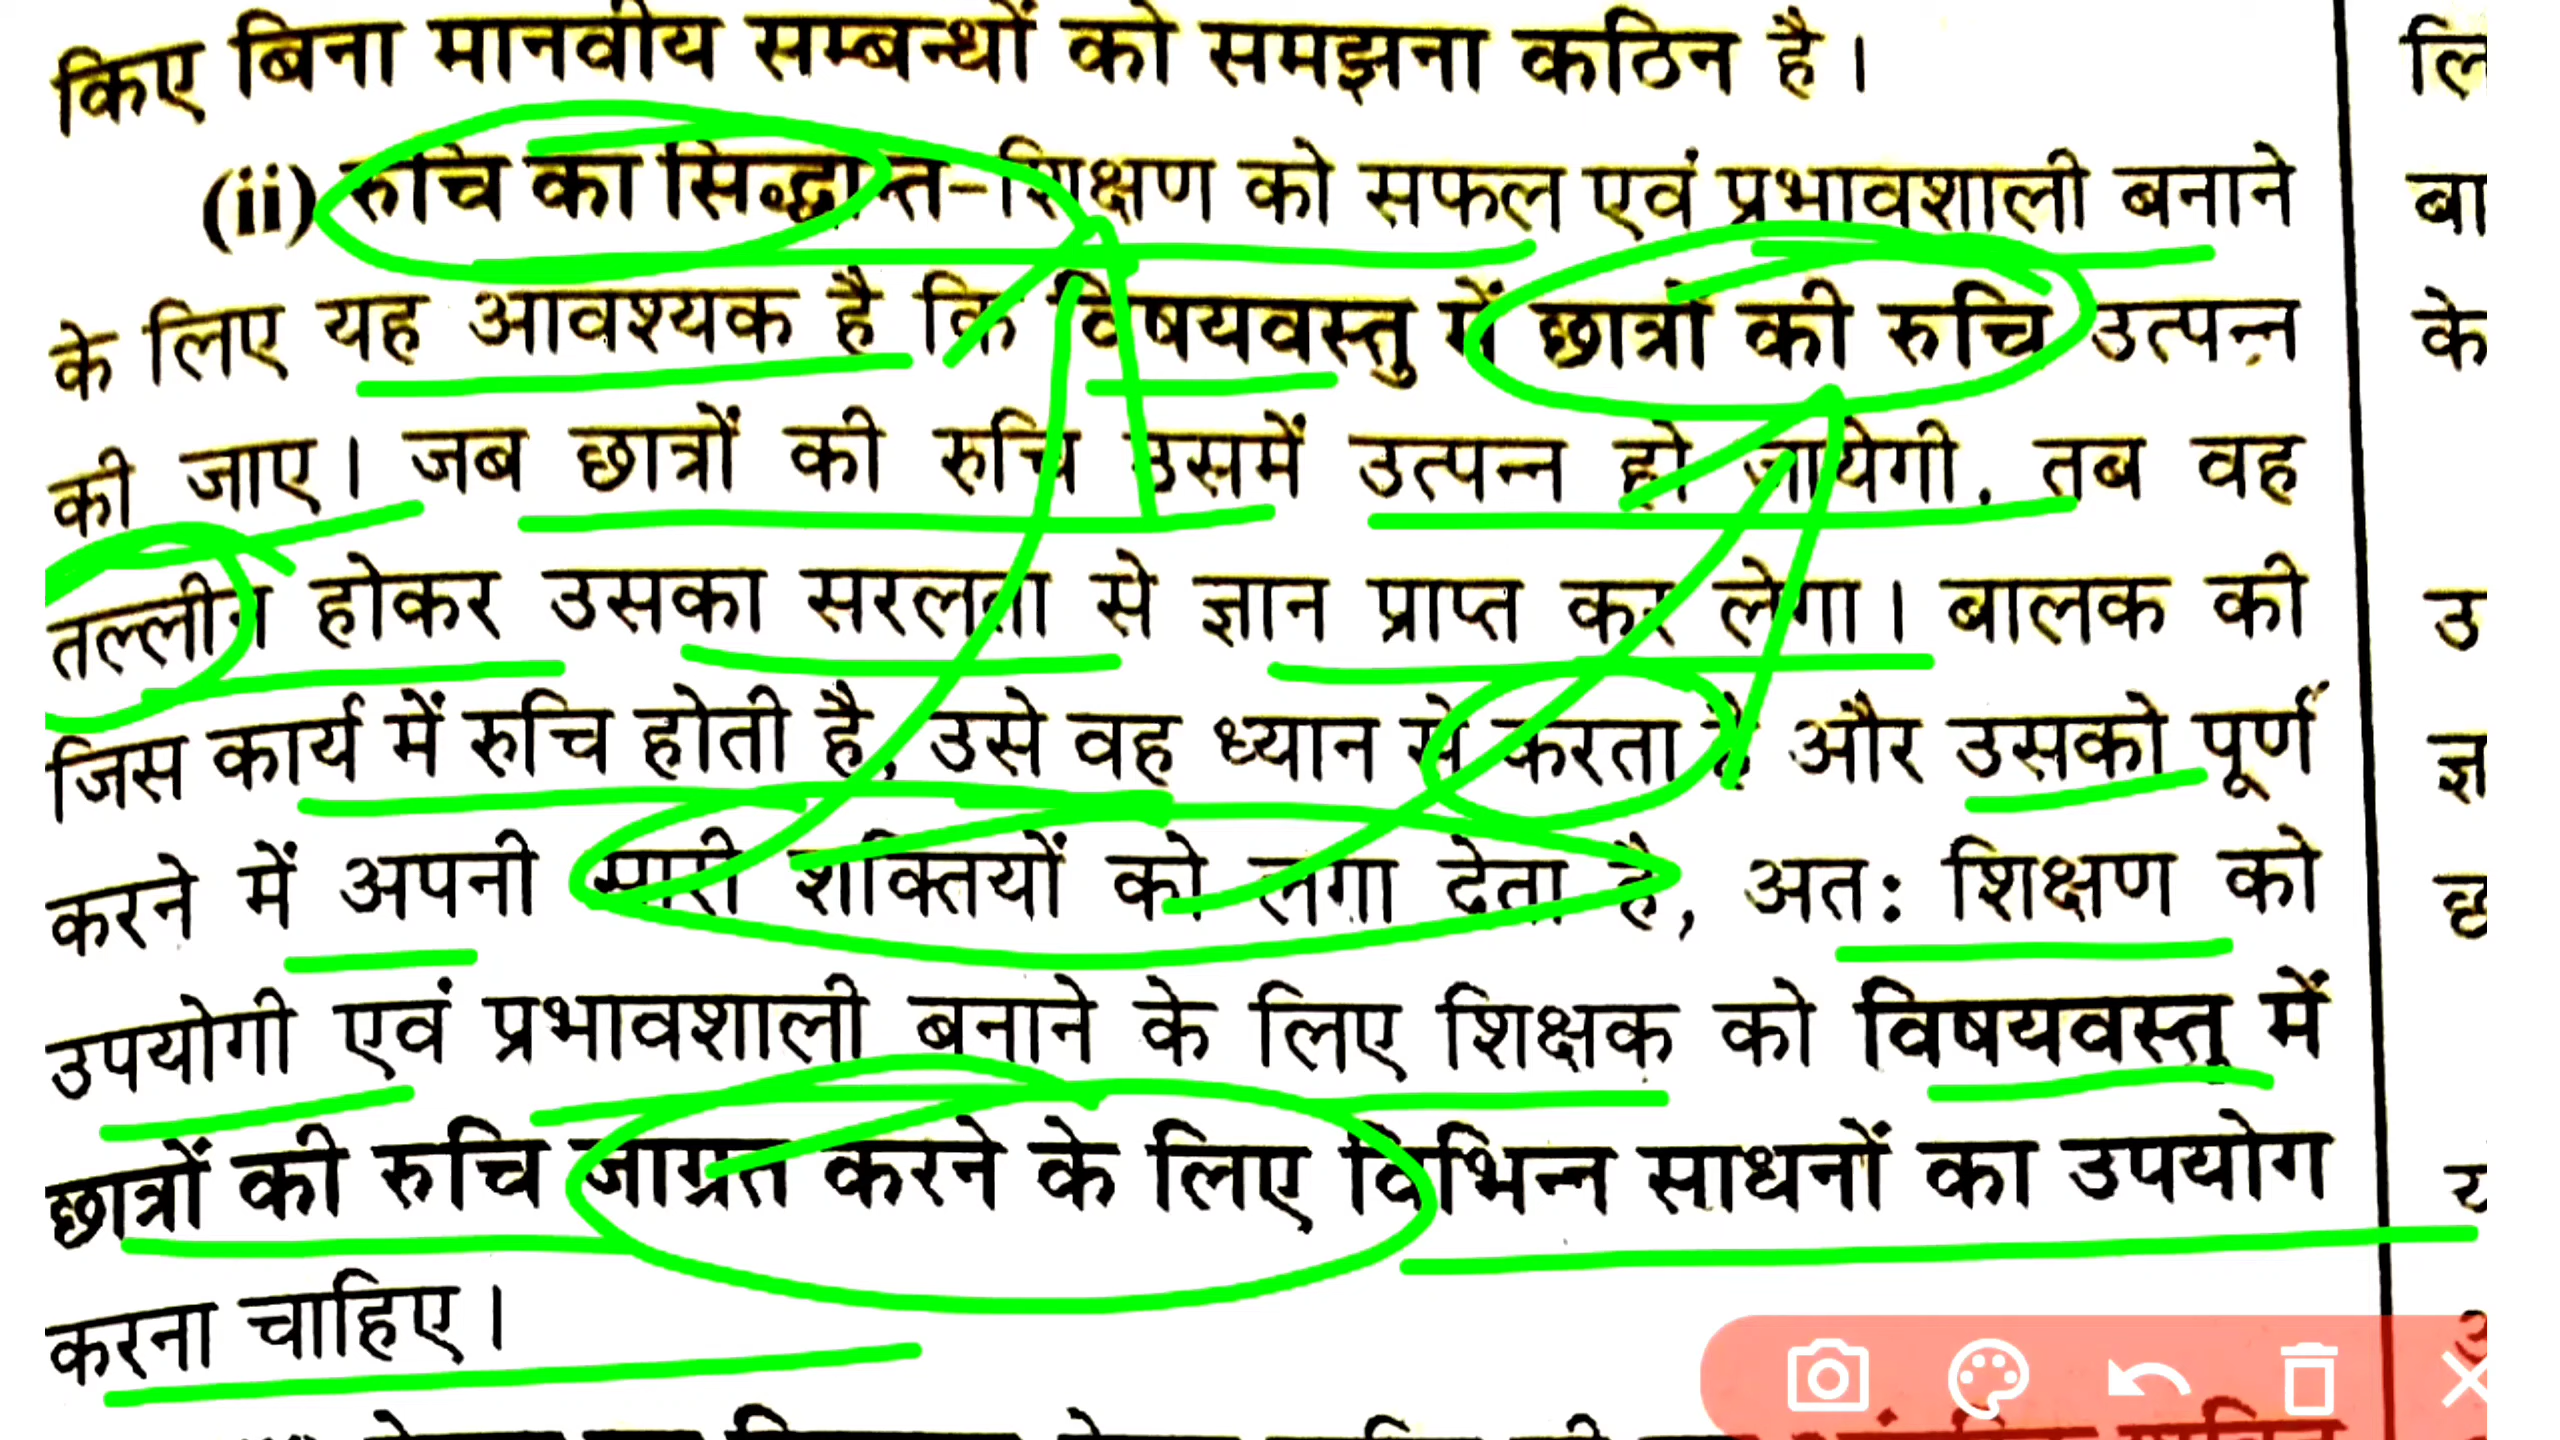 किए बिना मानवीय सम्बन्धों को समझना कठिन है।
(ii) रुचि का सिद्धान्त-शिक्षण को सफल एवं प्रभावशाली बनाने
के लिए यह आवश्यक है कि विषयवस्तु में छात्रों की रुचि उत्पन्न
की जाए। जब छात्रों की रुचि उसमें उत्पन्न हो जायेगी, तब वह
तल्लीन होकर उसका सरलता से ज्ञान प्राप्त कर लेगा। बालक की
जिस कार्य में रुचि होती है, उसे वह ध्यान से करता है और उसको पूर्ण
करने में अपनी सारी शक्तियों को लगा देता है, अतः शिक्षण को
उपयोगी एवं प्रभावशाली बनाने के लिए शिक्षक को विषयवस्तु में
छात्रों की रुचि जाग्रत करने के लिए विभिन्न साधनों का उपयोग
करना चाहिए।
लि
बा
के
उ
ज्ञ
छ